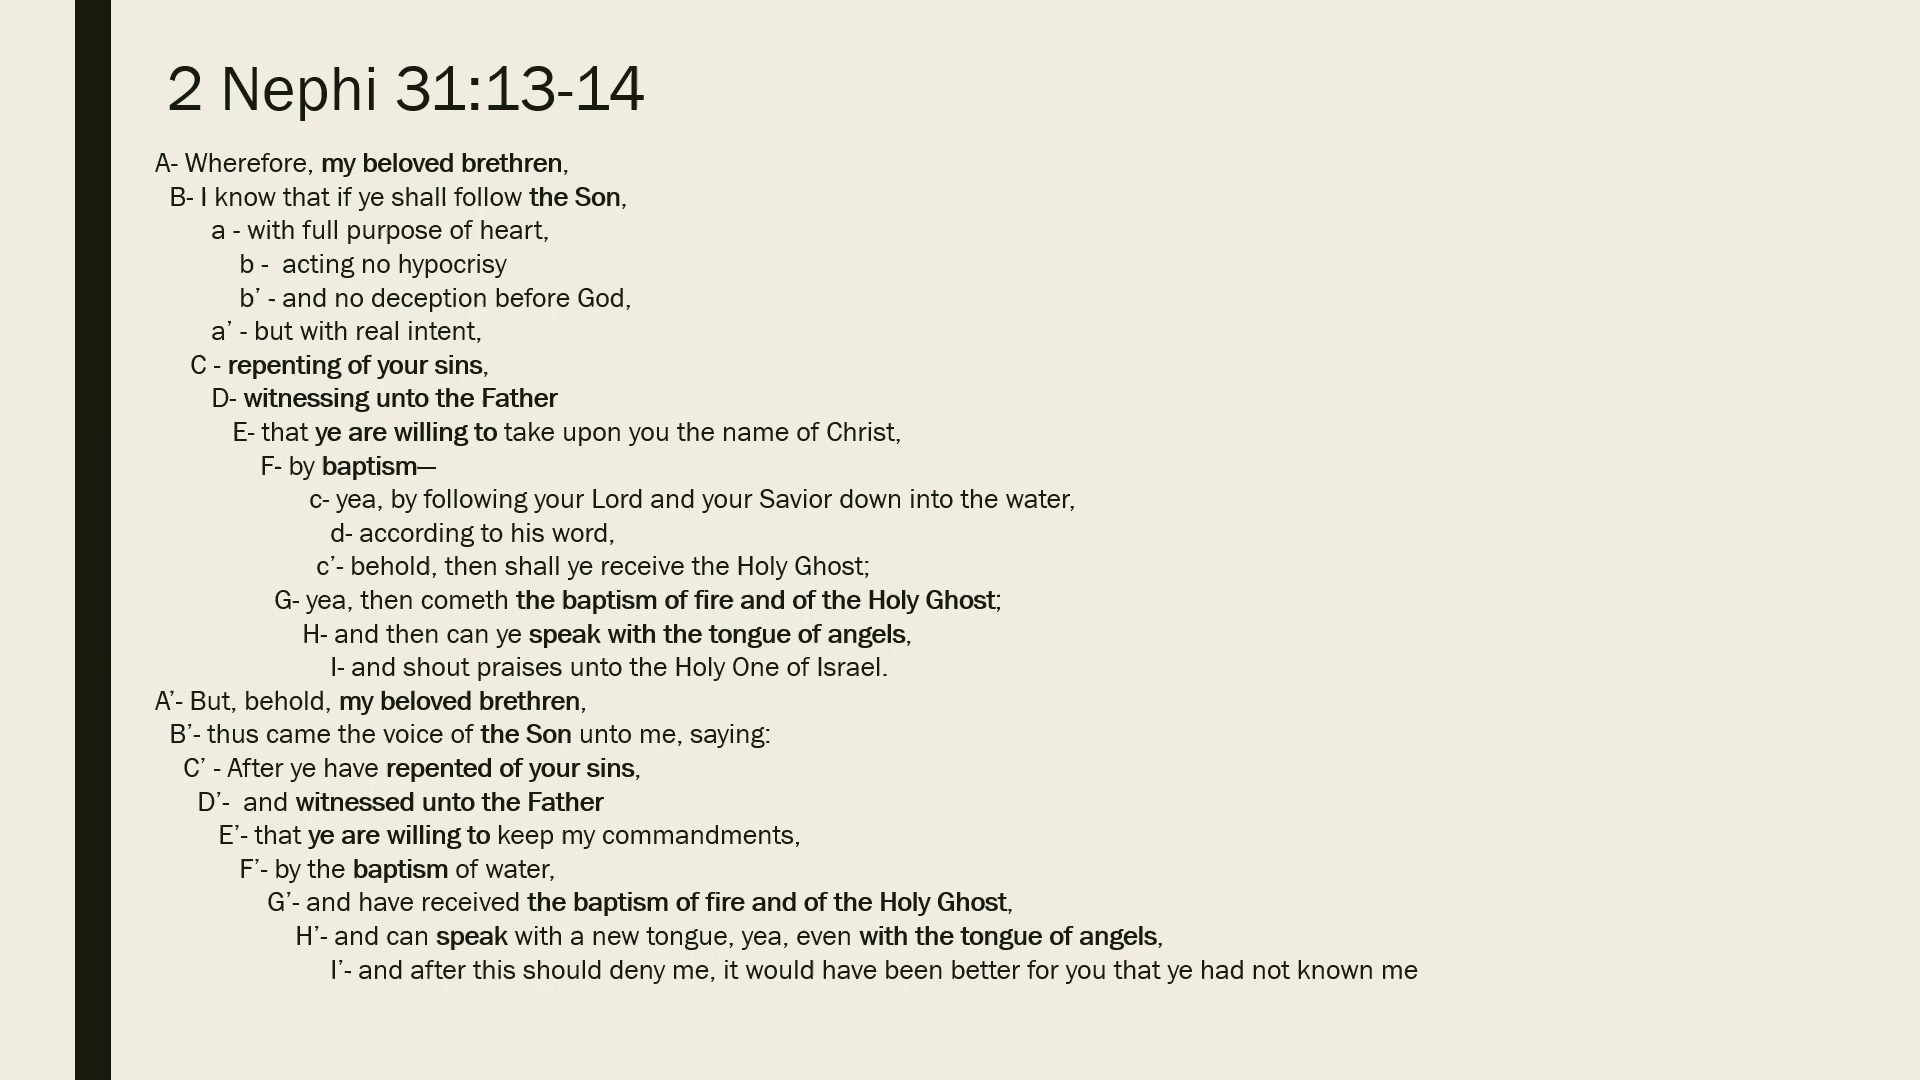 2 Nephi 31:13-14
A- Wherefore, my beloved brethren,
B- I know that if ye shall follow the Son,
a - with full purpose of heart,
b -  acting no hypocrisy
b’ - and no deception before God,
a’ - but with real intent,
C - repenting of your sins,
D- witnessing unto the Father
E- that ye are willing to take upon you the name of Christ,
F- by baptism—
c- yea, by following your Lord and your Savior down into the water,
d- according to his word,
c’- behold, then shall ye receive the Holy Ghost;
G- yea, then cometh the baptism of fire and of the Holy Ghost;
H- and then can ye speak with the tongue of angels,
I- and shout praises unto the Holy One of Israel.
A’- But, behold, my beloved brethren,
B’- thus came the voice of the Son unto me, saying:
C’ - After ye have repented of your sins,
D’-  and witnessed unto the Father
E’- that ye are willing to keep my commandments,
F’- by the baptism of water,
G’- and have received the baptism of fire and of the Holy Ghost,
H’- and can speak with a new tongue, yea, even with the tongue of angels,
I’- and after this should deny me, it would have been better for you that ye had not known me